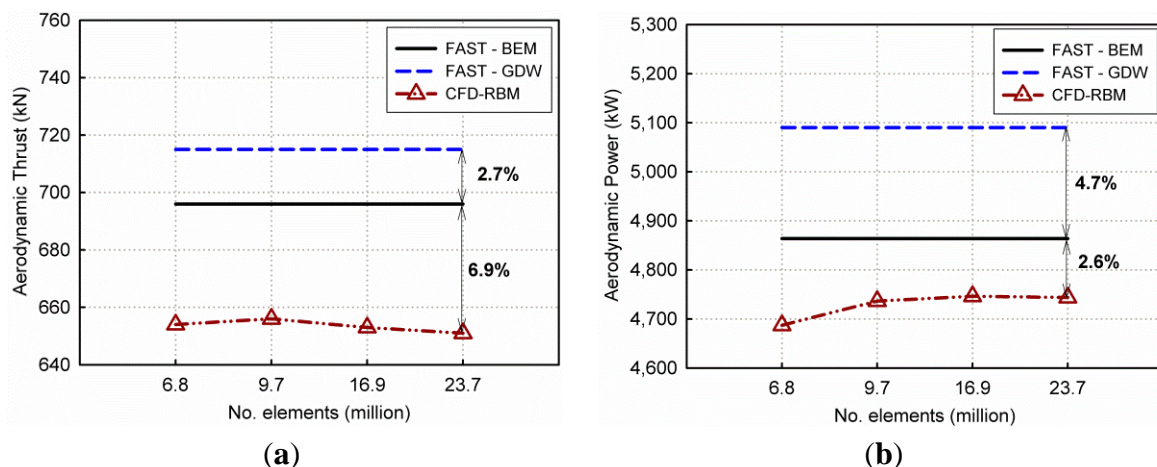 760
740
720
700
680
660
640
Aerodynamic Thrust (kN)
FAST - BEM
FAST - GDW
CFD-RBM
2.7%
6.9%
6.8 9.7 16.9 23.7
No. elements (million)
(a)
5,300
5,200
5,100
5,000
4,900
4,800
4,700
4,600
Aerodynamic Power (kW)
FAST - BEM
FAST - GDW
CFD-RBM
4.7%
2.6%
6.8 9.7 16.9 23.7
No. elements (million)
(b)